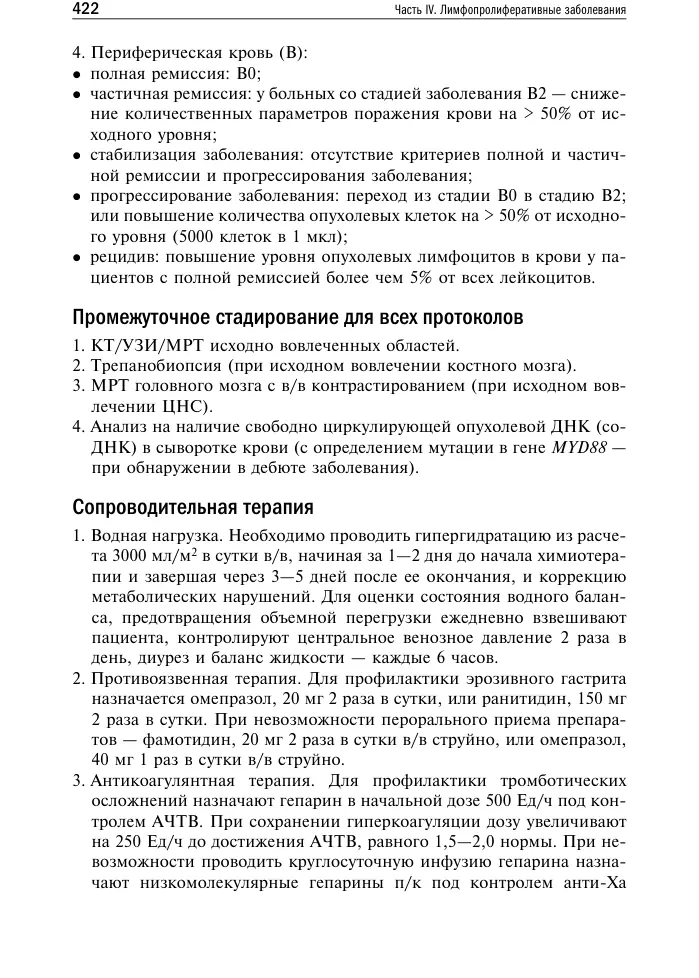 422
Часть IV. Лимфопролиферативные заболевания
4. Периферическая кровь (B):
• полная ремиссия: B0;
• частичная ремиссия: у больных со стадией заболевания B2 — сниже-
ние количественных параметров поражения крови на > 50% от ис-
ходного уровня;
• стабилизация заболевания: отсутствие критериев полной и частич-
ной ремиссии и прогрессирования заболевания;
• прогрессирование заболевания: переход из стадии B0 в стадию B2;
или повышение количества опухолевых клеток на > 50% от исходно-
го уровня (5000 клеток в 1 мкл);
• рецидив: повышение уровня опухолевых лимфоцитов в крови у па-
циентов с полной ремиссией более чем 5% от всех лейкоцитов.
Промежуточное стадирование для всех протоколов
1. КТ/УЗИ/МРТ исходно вовлеченных областей.
2. Трепанобиопсия (при исходном вовлечении костного мозга).
3. МРТ головного мозга с в/в контрастированием (при исходном вов-
лечении ЦНС).
4. Анализ на наличие свободно циркулирующей опухолевой ДНК (со-
ДНК) в сыворотке крови (с определением мутации в гене MYD88 —
при обнаружении в дебюте заболевания).
Сопроводительная терапия
1. Водная нагрузка. Необходимо проводить гипергидратацию из расче-
та 3000 мл/м² в сутки в/в, начиная за 1—2 дня до начала химиотера-
пии и завершая через 3—5 дней после ее окончания, и коррекцию
метаболических нарушений. Для оценки состояния водного балан-
са, предотвращения объемной перегрузки ежедневно взвешивают
пациента, контролируют центральное венозное давление 2 раза в
день, диурез и баланс жидкости — каждые 6 часов.
2. Противоязвенная терапия. Для профилактики эрозивного гастрита
назначается омепразол, 20 мг 2 раза в сутки, или ранитидин, 150 мг
2 раза в сутки. При невозможности перорального приема препара-
тов — фамотидин, 20 мг 2 раза в сутки в/в струйно, или омепразол,
40 мг 1 раз в сутки в/в струйно.
3. Антикоагулянтная терапия. Для профилактики тромботических
осложнений назначают гепарин в начальной дозе 500 Ед/ч под кон-
тролем АЧТВ. При сохранении гиперкоагуляции дозу увеличивают
на 250 Ед/ч до достижения АЧТВ, равного 1,5—2,0 нормы. При не-
возможности проводить круглосуточную инфузию гепарина назна-
чают низкомолекулярные гепарины п/к под контролем анти-Xa